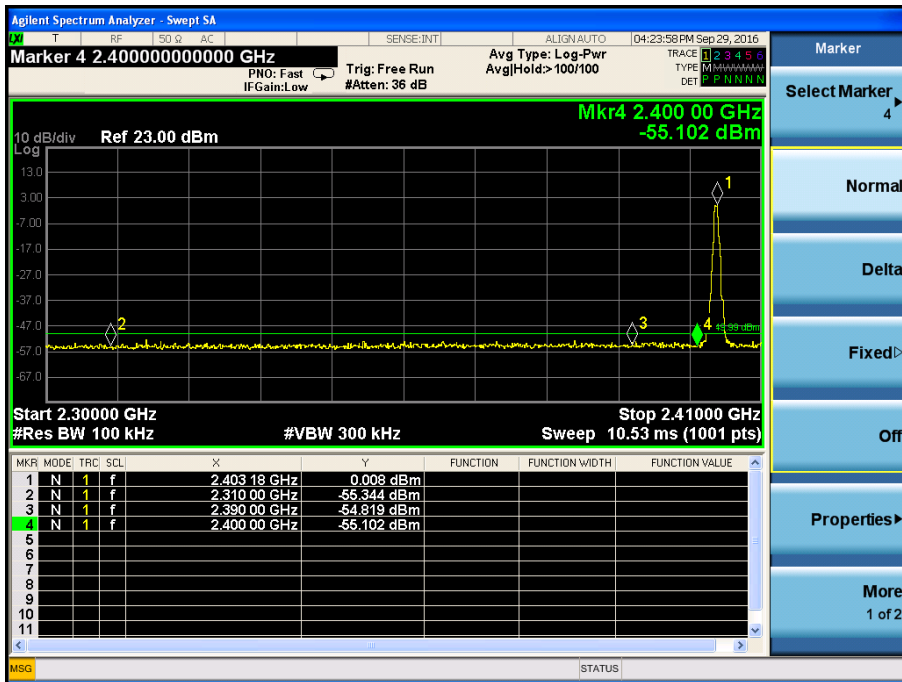 Agilent Spectrum Analyzer - Swept SA
LXI T RF 50 Ω AC SENSE:INT ALIGNAUTO 04:23:58 PM Sep 29, 2016
Marker 4 2.400000000000 GHz
PNO: Fast
IFGain:Low
Trig: Free Run
#Atten: 36 dB
Avg Type: Log-Pwr
Avg|Hold:>100/100
TRACE 1 2 3 4 5 6
TYPE M M W W W W W
DET P P N N N N
Mkr4 2.400 00 GHz
-55.102 dBm
10 dB/div Ref 23.00 dBm
Log
13.0
3.00
-7.00
-17.0
-27.0
-37.0
-47.0
-57.0
-67.0
1
2
3
4
-49.99 dBm
Start 2.30000 GHz Stop 2.41000 GHz
#Res BW 100 kHz #VBW 300 kHz Sweep 10.53 ms (1001 pts)
MKR MODE TRC SCL X Y FUNCTION FUNCTION WIDTH FUNCTION VALUE
1 N 1 f 2.403 18 GHz 0.008 dBm
2 N 1 f 2.310 00 GHz -55.344 dBm
3 N 1 f 2.390 00 GHz -54.819 dBm
4 N 1 f 2.400 00 GHz -55.102 dBm
5
6
7
8
9
10
11
MSG STATUS
Marker
Select Marker
4
Normal
Delta
Fixed
Off
Properties
More
1 of 2